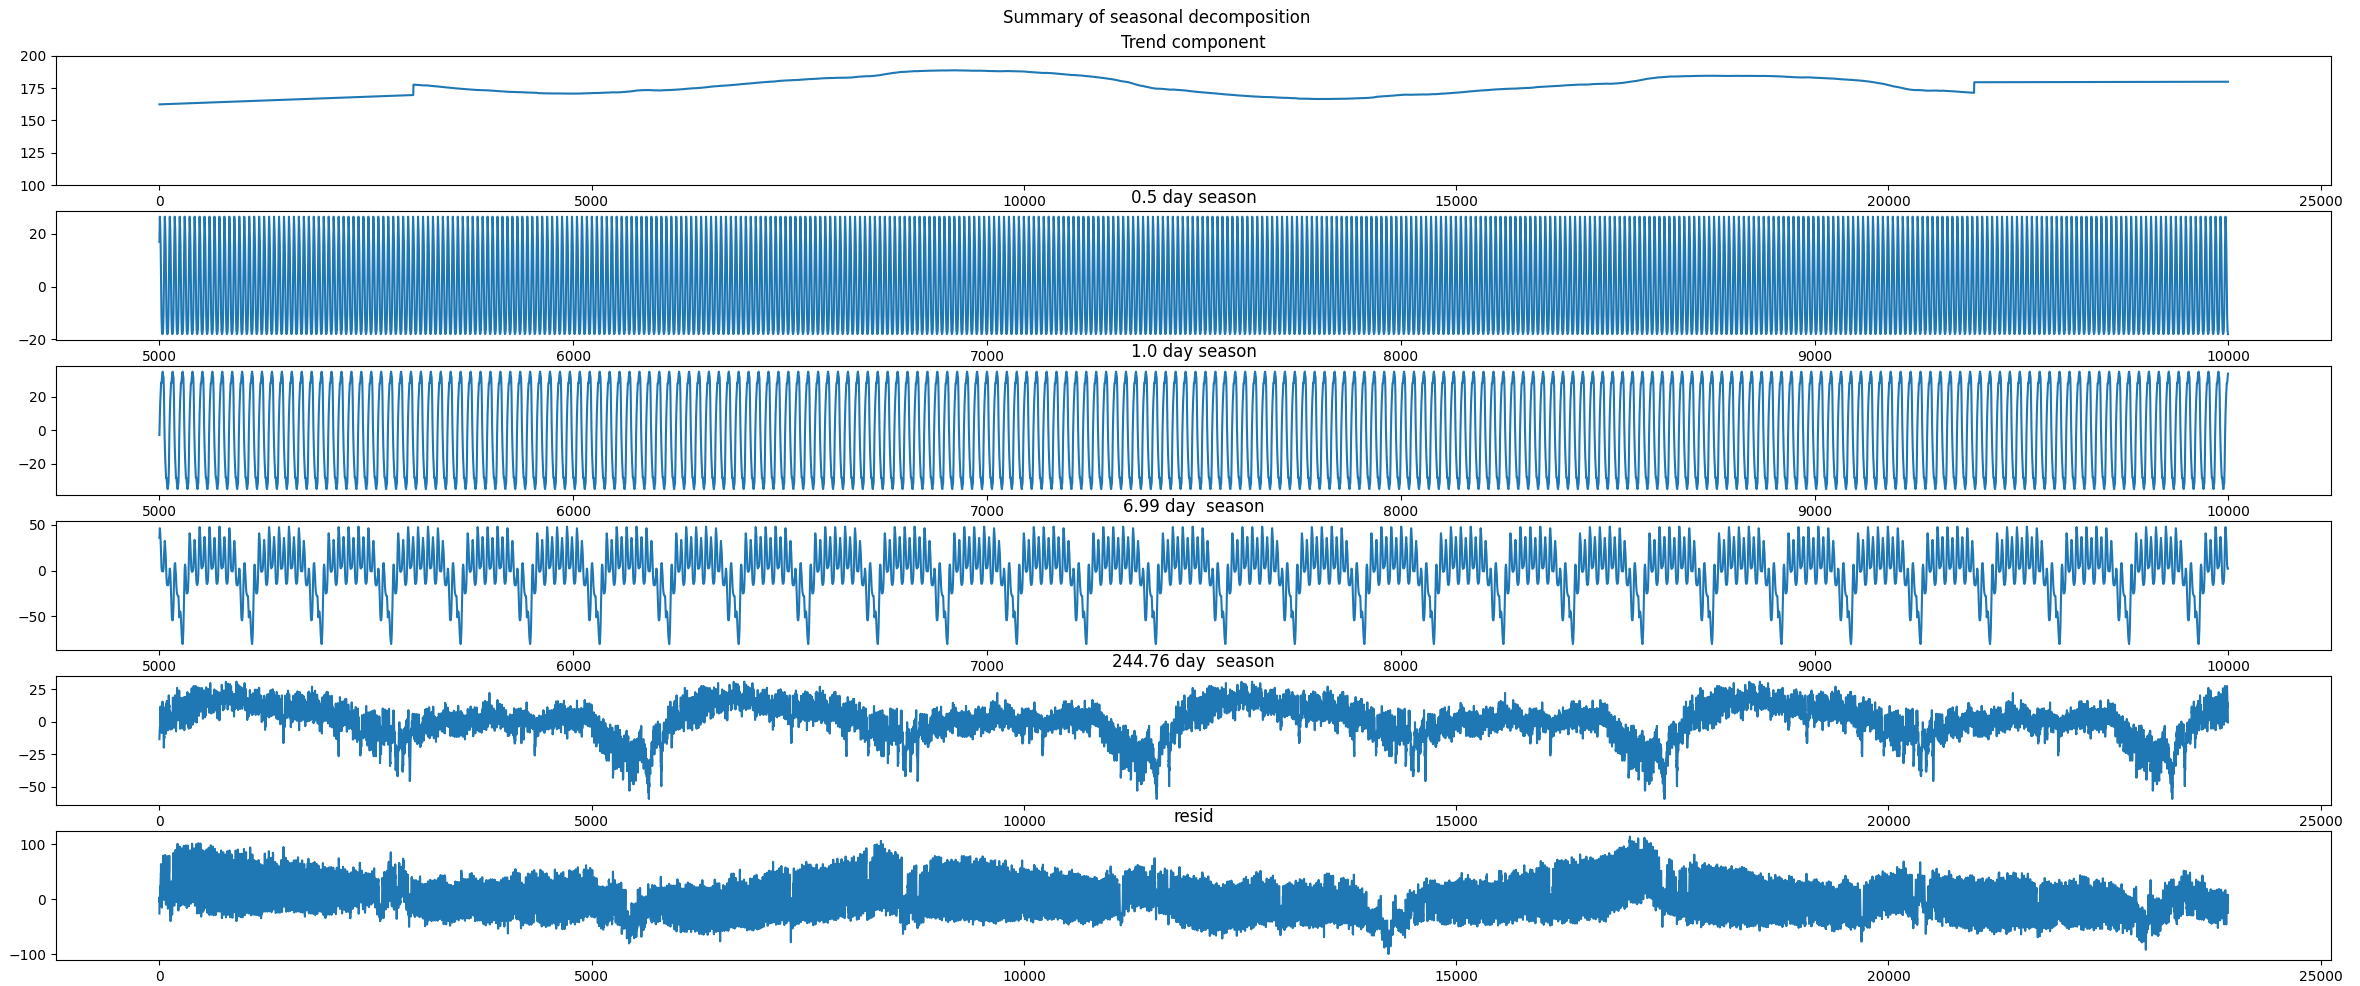 Summary of seasonal decomposition
Trend component
200
175
150
125
100
0 5000 10000 15000 20000 25000
0.5 day season
20
0
−20
5000 6000 7000 8000 9000 10000
1.0 day season
20
0
−20
5000 6000 7000 8000 9000 10000
6.99 day  season
50
0
−50
5000 6000 7000 8000 9000 10000
244.76 day  season
25
0
−25
−50
0 5000 10000 15000 20000 25000
resid
100
0
−100
0 5000 10000 15000 20000 25000